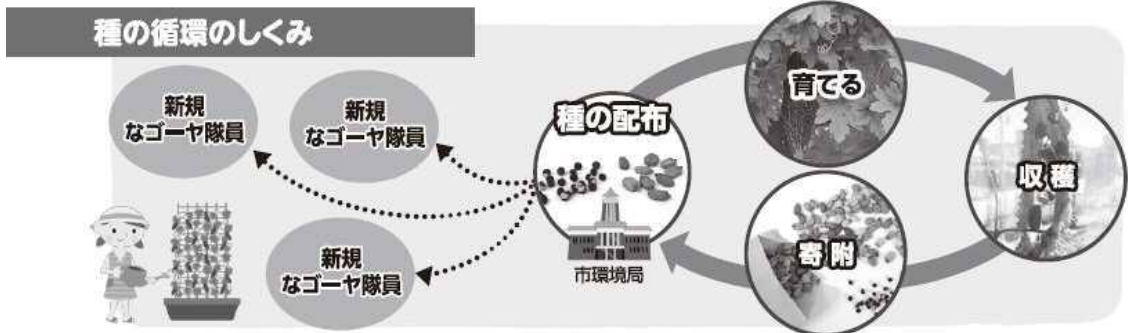 種の循環のしくみ
新規
なゴーヤ隊員
新規
なゴーヤ隊員
新規
なゴーヤ隊員
種の配布
市環境局
育てる
収穫
寄附